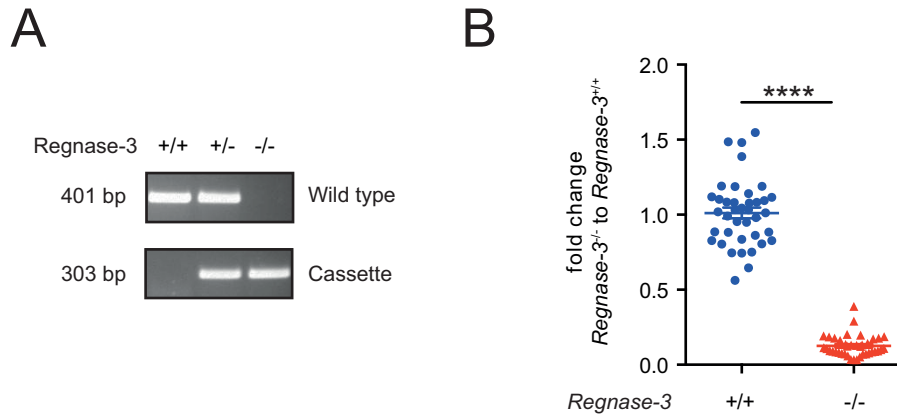 A
Regnase-3 +/+ +/- -/-
401 bp Wild type
303 bp Cassette
B
fold change
Regnase-3-/- to Regnase-3+/+
2.0
1.5
1.0
0.5
0.0
****
Regnase-3 +/+ -/-